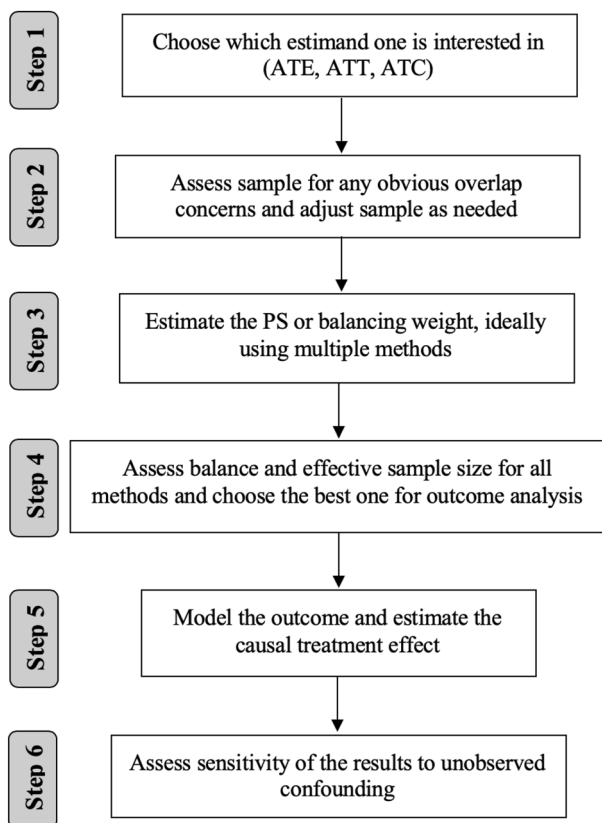 Step 1
Choose which estimand one is interested in
(ATE, ATT, ATC)
Step 2
Assess sample for any obvious overlap
concerns and adjust sample as needed
Step 3
Estimate the PS or balancing weight, ideally
using multiple methods
Step 4
Assess balance and effective sample size for all
methods and choose the best one for outcome analysis
Step 5
Model the outcome and estimate the
causal treatment effect
Step 6
Assess sensitivity of the results to unobserved
confounding